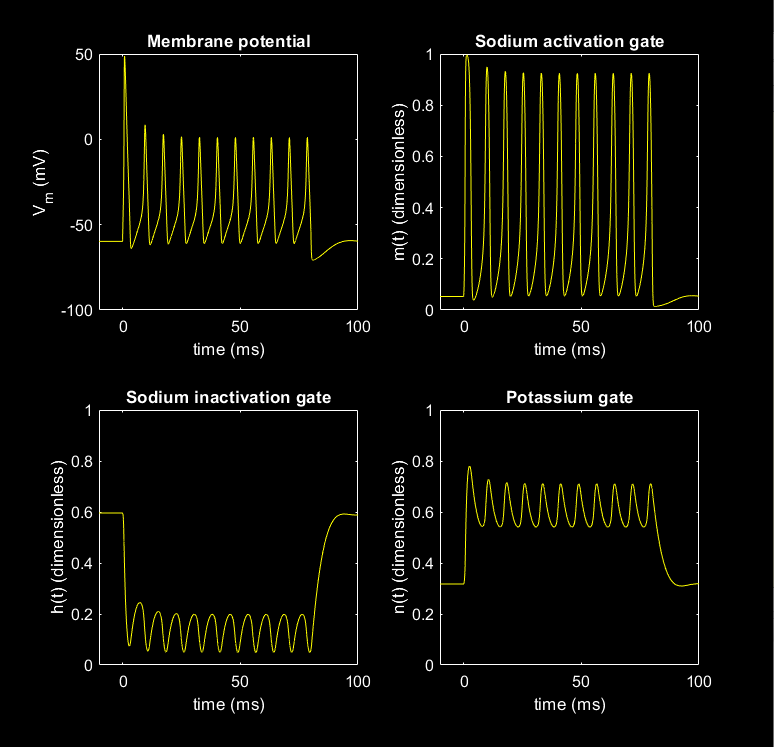 Membrane potential
50
0
-50
-100
V_m (mV)
0 50 100
time (ms)
Sodium activation gate
1
0.8
0.6
0.4
0.2
0
m(t) (dimensionless)
0 50 100
time (ms)
Sodium inactivation gate
1
0.8
0.6
0.4
0.2
0
h(t) (dimensionless)
0 50 100
time (ms)
Potassium gate
1
0.8
0.6
0.4
0.2
0
n(t) (dimensionless)
0 50 100
time (ms)